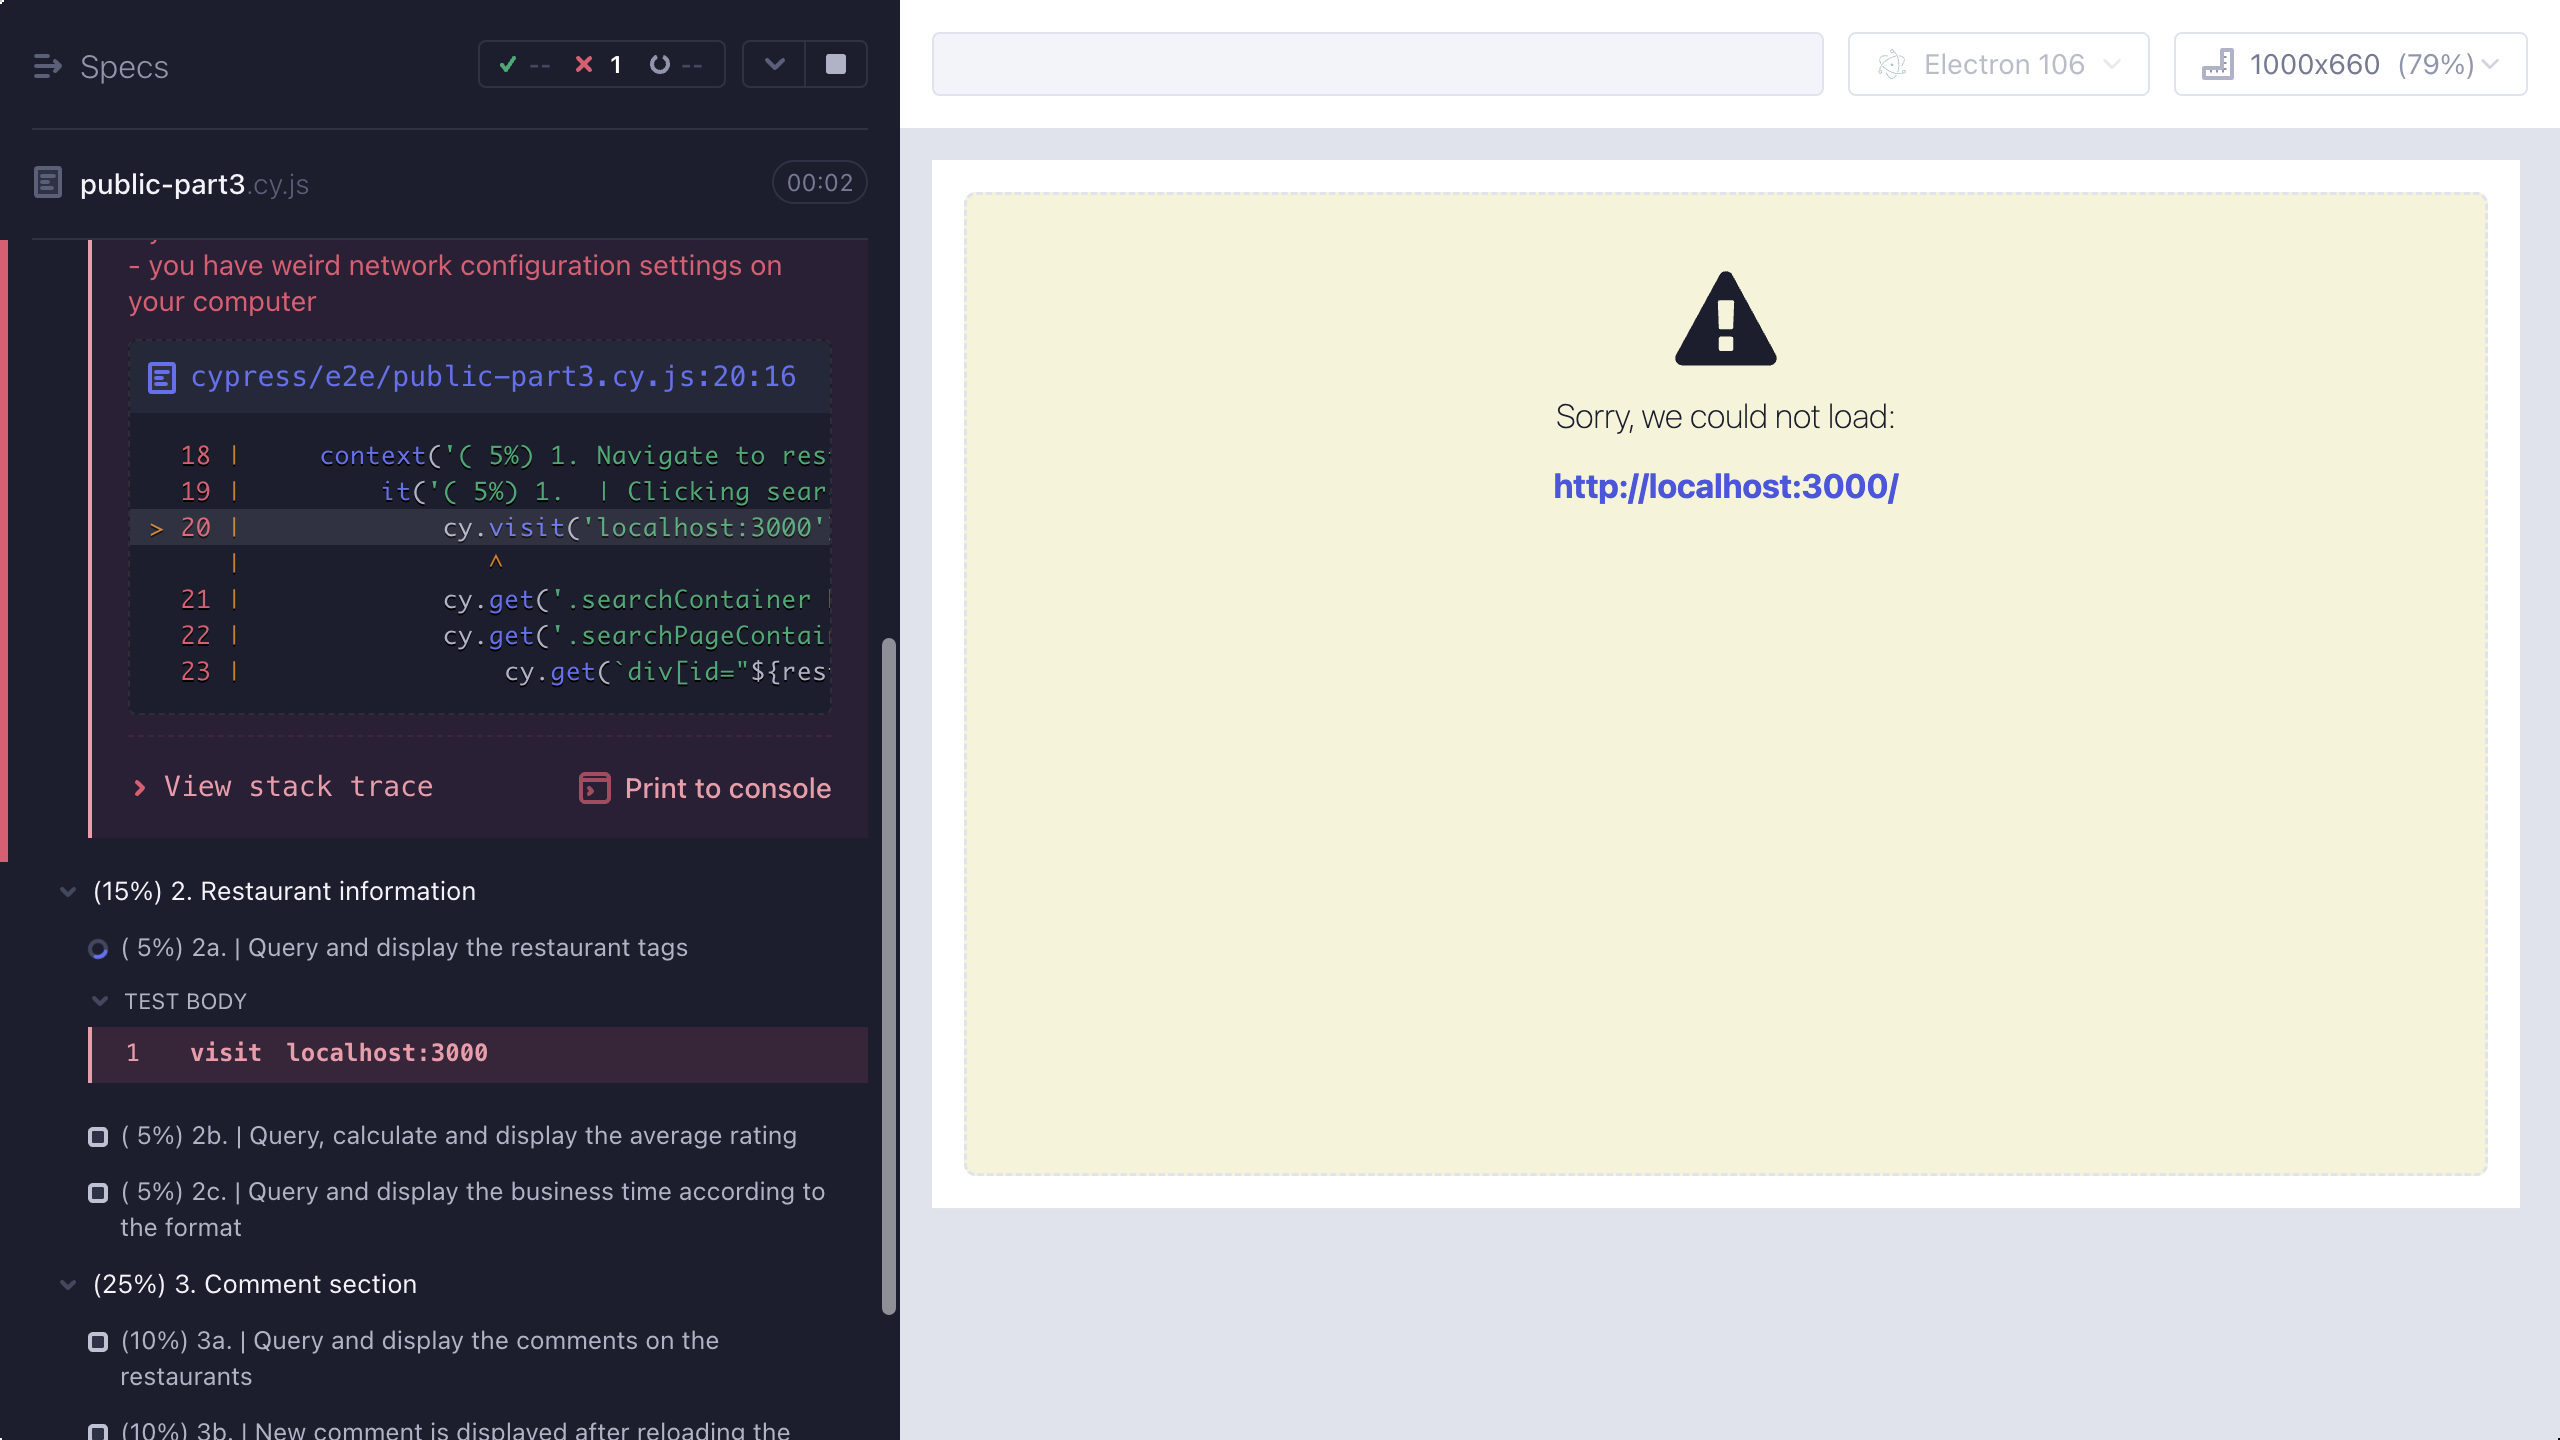 Specs
--
1
--
public-part3.cy.js
00:02
- you have weird network configuration settings on
your computer
cypress/e2e/public-part3.cy.js:20:16
18 | context('( 5%) 1. Navigate to res
19 | it('( 5%) 1. | Clicking sear
> 20 | cy.visit('localhost:3000'
| ^
21 | cy.get('.searchContainer
22 | cy.get('.searchPageContai
23 | cy.get(`div[id="${res
View stack trace
Print to console
(15%) 2. Restaurant information
( 5%) 2a. | Query and display the restaurant tags
TEST BODY
1 visit localhost:3000
( 5%) 2b. | Query, calculate and display the average rating
( 5%) 2c. | Query and display the business time according to
the format
(25%) 3. Comment section
(10%) 3a. | Query and display the comments on the
restaurants
(10%) 3b. | New comment is displayed after reloading the
Electron 106
1000x660 (79%)
Sorry, we could not load:
http://localhost:3000/